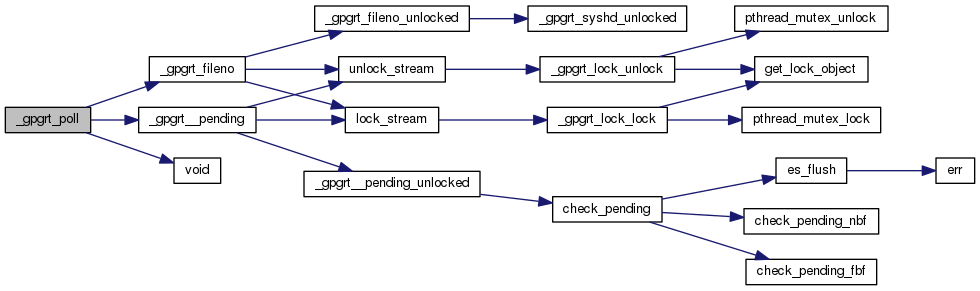 _gpgrt_poll
_gpgrt_fileno
_gpgrt__pending
void
_gpgrt_fileno_unlocked
unlock_stream
lock_stream
_gpgrt__pending_unlocked
_gpgrt_syshd_unlocked
_gpgrt_lock_unlock
_gpgrt_lock_lock
check_pending
pthread_mutex_unlock
get_lock_object
pthread_mutex_lock
es_flush
check_pending_nbf
check_pending_fbf
err